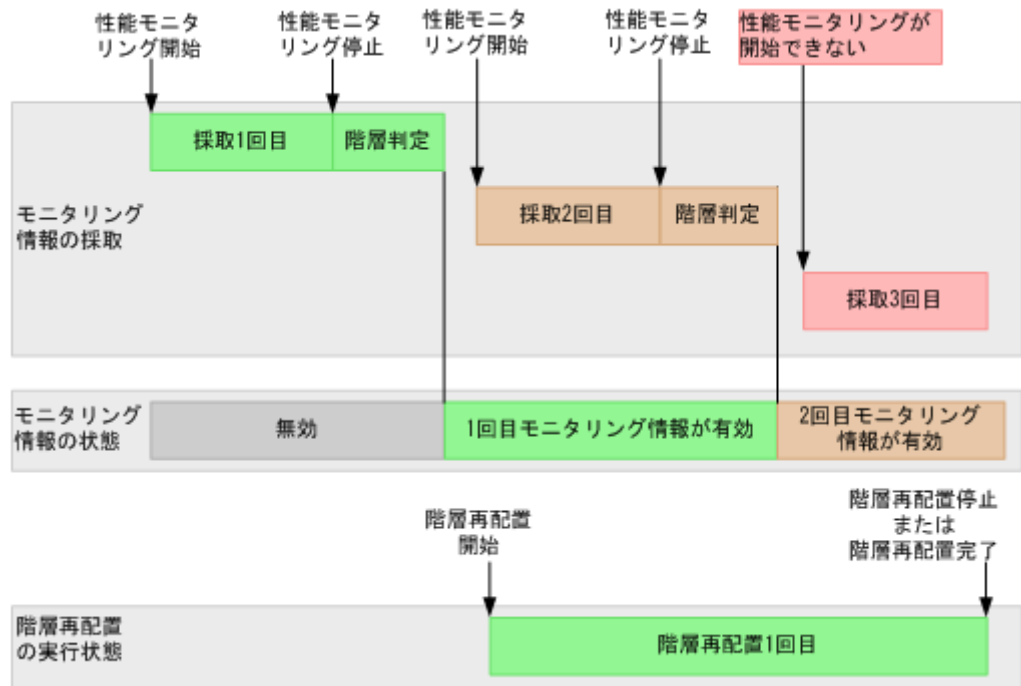 性能モニタ
リング開始
性能モニタ
リング停止
性能モニタ
リング開始
性能モニタ
リング停止
性能モニタリングが
開始できない
採取1回目
階層判定
モニタリング
情報の採取
採取2回目
階層判定
採取3回目
モニタリング
情報の状態
無効
1回目モニタリング情報が有効
2回目モニタリング
情報が有効
階層再配置
開始
階層再配置停止
または
階層再配置完了
階層再配置
の実行状態
階層再配置1回目